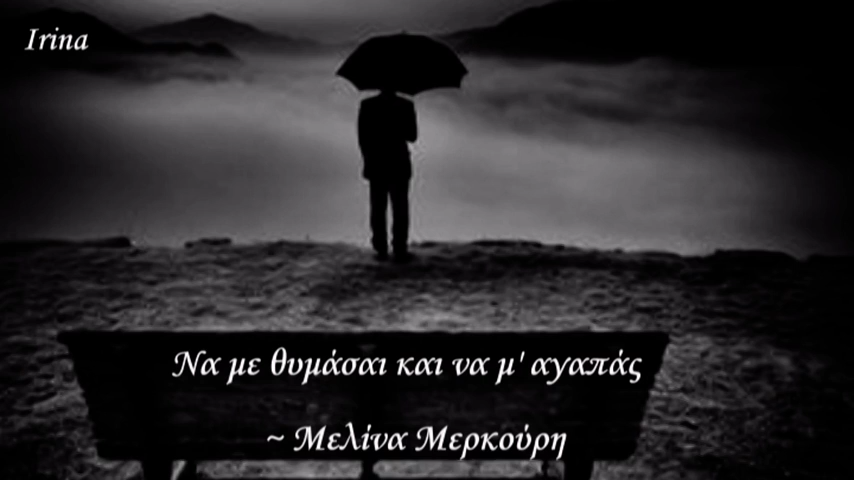 Irina
Να με θυμάσαι και να μ' αγαπάς
~ Μελίνα Μερκούρη